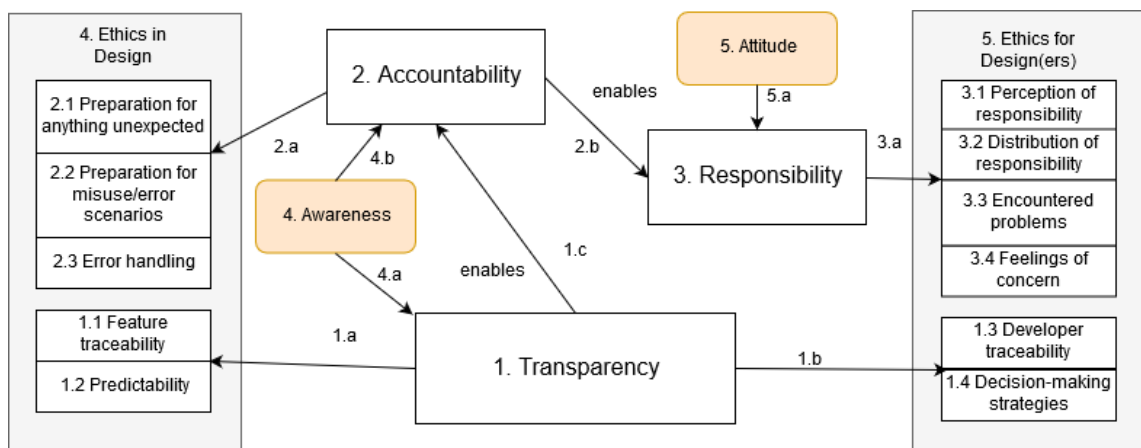 4. Ethics in
Design
2.1 Preparation for
anything unexpected
2.2 Preparation for
misuse/error
scenarios
2.3 Error handling
1.1 Feature
traceability
1.2 Predictability
2. Accountability
2.a
4.b
4. Awareness
4.a
enables
1.c
1.a
1. Transparency
1.b
enables
2.b
5. Attitude
5.a
3. Responsibility
3.a
5. Ethics for
Design(ers)
3.1 Perception of
responsibility
3.2 Distribution of
responsibility
3.3 Encountered
problems
3.4 Feelings of
concern
1.3 Developer
traceability
1.4 Decision-making
strategies